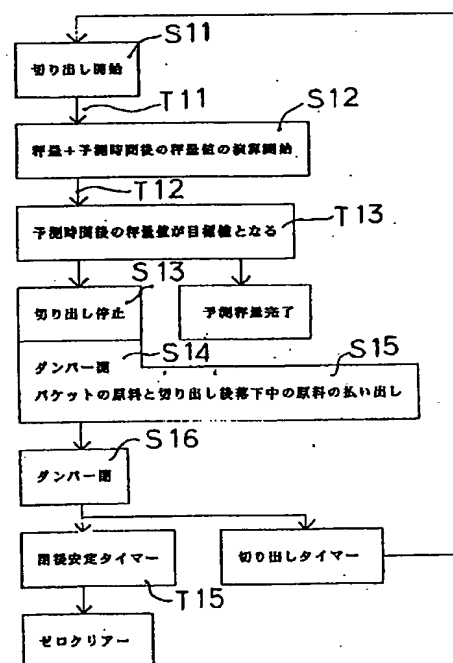 S11
切り出し開始
T11
S12
秤量+予測時間後の秤量値の演算開始
T12
予測時間後の秤量値が目標値となる
T13
S13
切り出し停止
予測秤量完了
S14
S15
ダンパー開
バケットの原料と切り出し後落下中の原料の払い出し
S16
ダンパー閉
閉後安定タイマー
切り出しタイマー
T15
ゼロクリアー